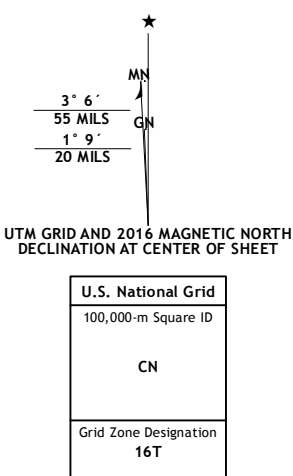 MN
3° 6´
55 MILS
GN
1° 9´
20 MILS
UTM GRID AND 2016 MAGNETIC NORTH
DECLINATION AT CENTER OF SHEET
U.S. National Grid
100,000-m Square ID
CN
Grid Zone Designation
16T